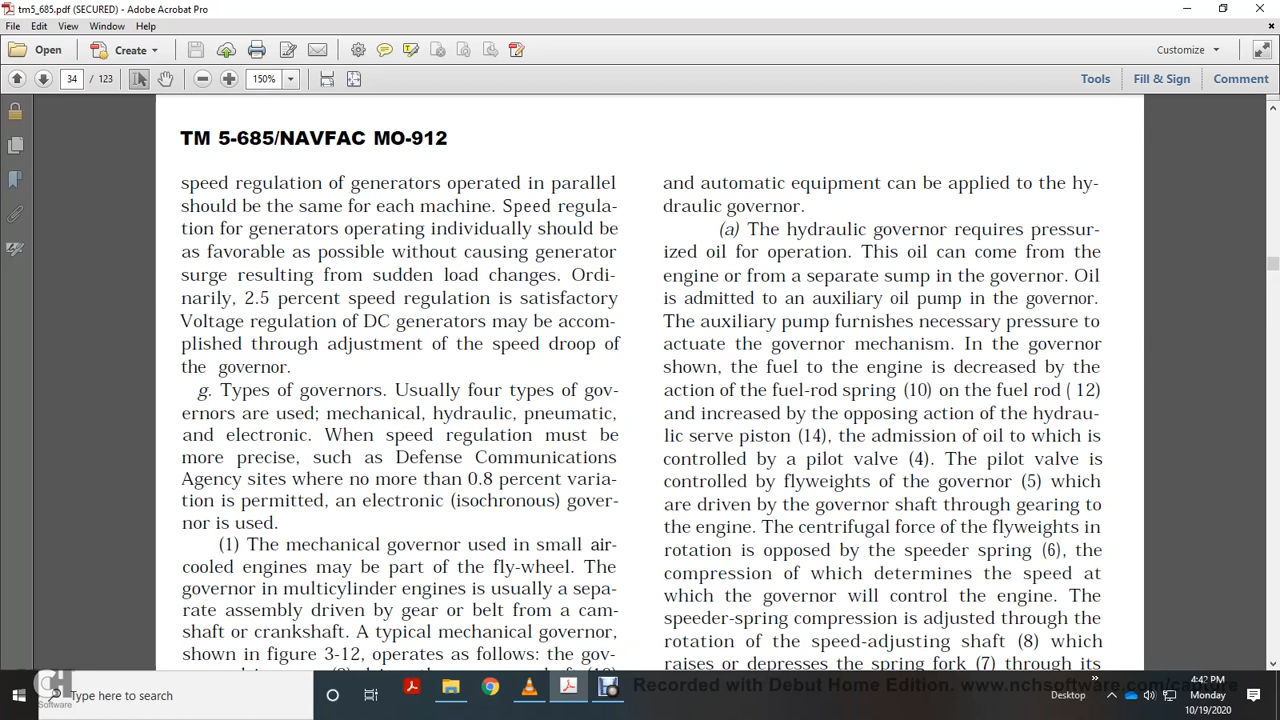 tm5_685.pdf (SECURED) - Adobe Acrobat Pro
File Edit View Window Help
Open Create Customize
34 / 123 150% Tools Fill & Sign Comment
TM 5-685/NAVFAC MO-912
speed regulation of generators operated in parallel
should be the same for each machine. Speed regula-
tion for generators operating individually should be
as favorable as possible without causing generator
surge resulting from sudden load changes. Ordi-
narily, 2.5 percent speed regulation is satisfactory
Voltage regulation of DC generators may be accom-
plished through adjustment of the speed droop of
the governor.
g. Types of governors. Usually four types of gov-
ernors are used; mechanical, hydraulic, pneumatic,
and electronic. When speed regulation must be
more precise, such as Defense Communications
Agency sites where no more than 0.8 percent varia-
tion is permitted, an electronic (isochronous) gover-
nor is used.
(1) The mechanical governor used in small air-
cooled engines may be part of the fly-wheel. The
governor in multicylinder engines is usually a sepa-
rate assembly driven by gear or belt from a cam-
shaft or crankshaft. A typical mechanical governor,
shown in figure 3-12, operates as follows: the gov-
and automatic equipment can be applied to the hy-
draulic governor.
(a) The hydraulic governor requires pressur-
ized oil for operation. This oil can come from the
engine or from a separate sump in the governor. Oil
is admitted to an auxiliary oil pump in the governor.
The auxiliary pump furnishes necessary pressure to
actuate the governor mechanism. In the governor
shown, the fuel to the engine is decreased by the
action of the fuel-rod spring (10) on the fuel rod ( 12)
and increased by the opposing action of the hydrau-
lic serve piston (14), the admission of oil to which is
controlled by a pilot valve (4). The pilot valve is
controlled by flyweights of the governor (5) which
are driven by the governor shaft through gearing to
the engine. The centrifugal force of the flyweights in
rotation is opposed by the speeder spring (6), the
compression of which determines the speed at
which the governor will control the engine. The
speeder-spring compression is adjusted through the
rotation of the speed-adjusting shaft (8) which
raises or depresses the spring fork (7) through its
CH
Software
Type here to search
Recorded with Debut Home Edition. www.nchsoftware.com/capture
Desktop
4:42 PM
Monday
10/19/2020